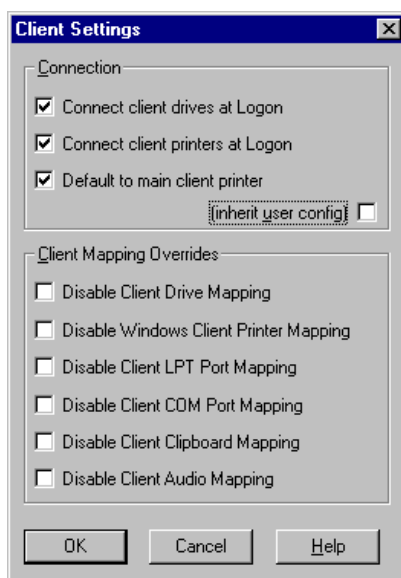 Client Settings
Connection
Connect client drives at Logon
Connect client printers at Logon
Default to main client printer
(inherit user config)
Client Mapping Overrides
Disable Client Drive Mapping
Disable Windows Client Printer Mapping
Disable Client LPT Port Mapping
Disable Client COM Port Mapping
Disable Client Clipboard Mapping
Disable Client Audio Mapping
OK Cancel Help